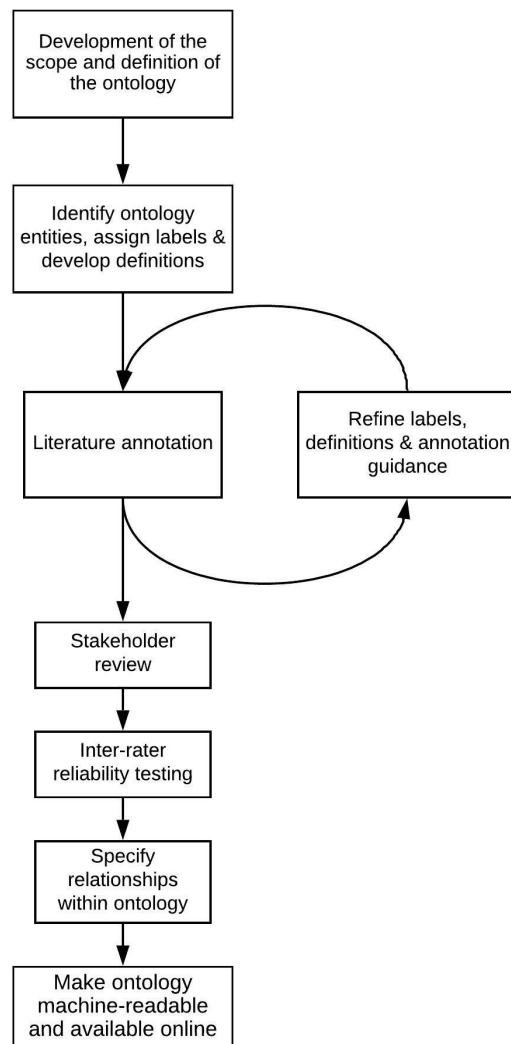 Development of the
scope and definition of
the ontology
Identify ontology
entities, assign labels &
develop definitions
Literature annotation
Refine labels,
definitions & annotation
guidance
Stakeholder
review
Inter-rater
reliability testing
Specify
relationships
within ontology
Make ontology
machine-readable
and available online